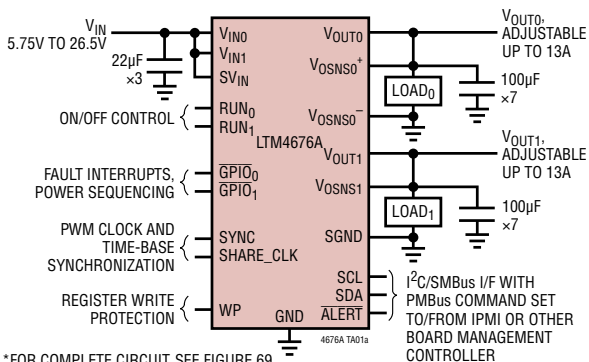 VIN
5.75V TO 26.5V
22µF
×3
ON/OFF CONTROL
FAULT INTERRUPTS,
POWER SEQUENCING
PWM CLOCK AND
TIME-BASE
SYNCHRONIZATION
REGISTER WRITE
PROTECTION
VIN0
VIN1
SVIN
RUN0
RUN1
LTM4676A
GPIO0
GPIO1
SYNC
SHARE_CLK
WP
GND
VOUT0
VOSNS0+
VOSNS0–
VOUT1
VOSNS1
SGND
SCL
SDA
ALERT
4676A TA01a
LOAD0
LOAD1
VOUT0,
ADJUSTABLE
UP TO 13A
100µF
×7
VOUT1,
ADJUSTABLE
UP TO 13A
100µF
×7
I2C/SMBus I/F WITH
PMBus COMMAND SET
TO/FROM IPMI OR OTHER
BOARD MANAGEMENT
CONTROLLER
*FOR COMPLETE CIRCUIT, SEE FIGURE 69